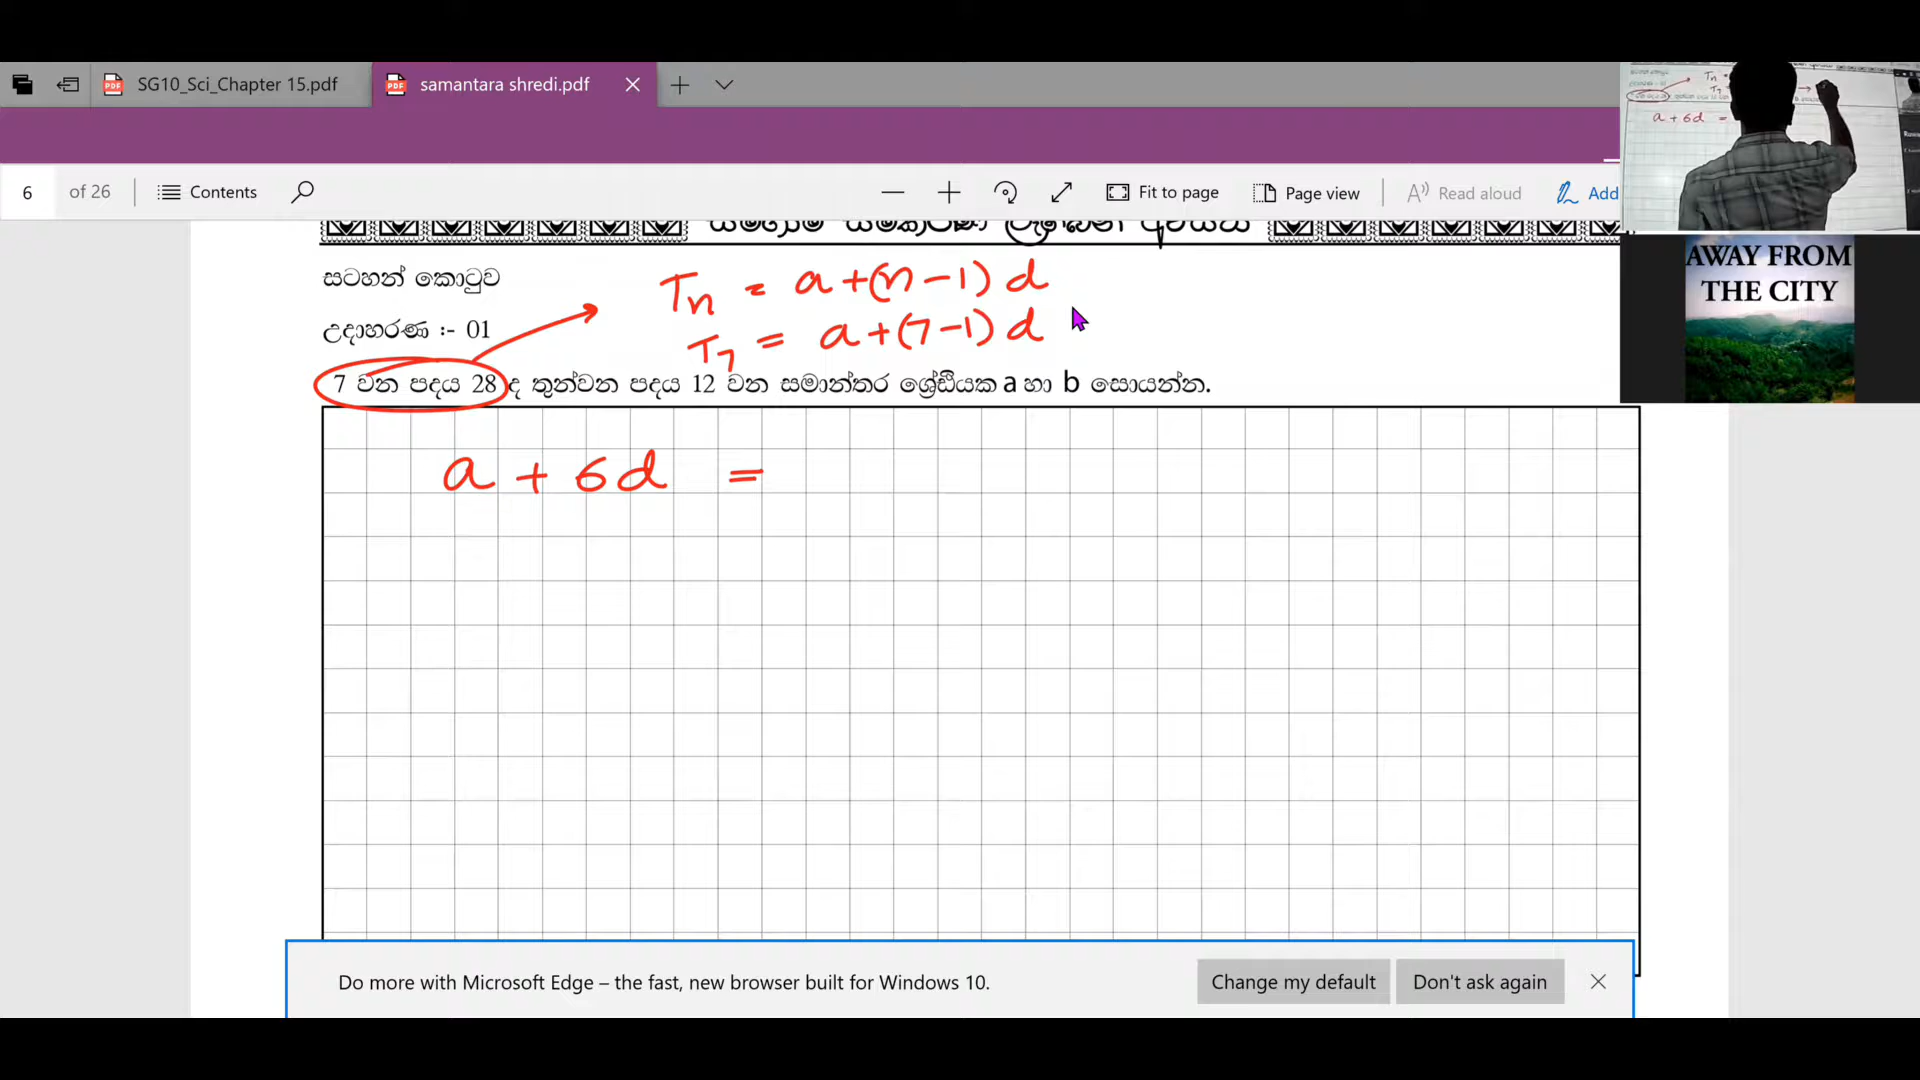 SG10_Sci_Chapter 15.pdf
samantara shredi.pdf
6 of 26
Contents
Fit to page
Page view
Read aloud
Add
සටහන් කොටුව
උදාහරණ :- 01
Tn = a+(n-1) d
T7 = a+(7-1) d
7 වන පදය 28 ද තුන්වන පදය 12 වන සමාන්තර ශ්‍රේඪියක a හා b සොයන්න.
a + 6d =
AWAY FROM
THE CITY
Do more with Microsoft Edge – the fast, new browser built for Windows 10.
Change my default
Don't ask again